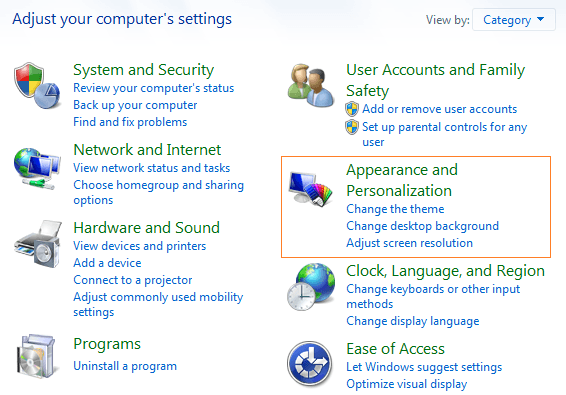 Adjust your computer's settings
View by: Category
System and Security
Review your computer's status
Back up your computer
Find and fix problems
Network and Internet
View network status and tasks
Choose homegroup and sharing
options
Hardware and Sound
View devices and printers
Add a device
Connect to a projector
Adjust commonly used mobility
settings
Programs
Uninstall a program
User Accounts and Family
Safety
Add or remove user accounts
Set up parental controls for any
user
Appearance and
Personalization
Change the theme
Change desktop background
Adjust screen resolution
Clock, Language, and Region
Change keyboards or other input
methods
Change display language
Ease of Access
Let Windows suggest settings
Optimize visual display